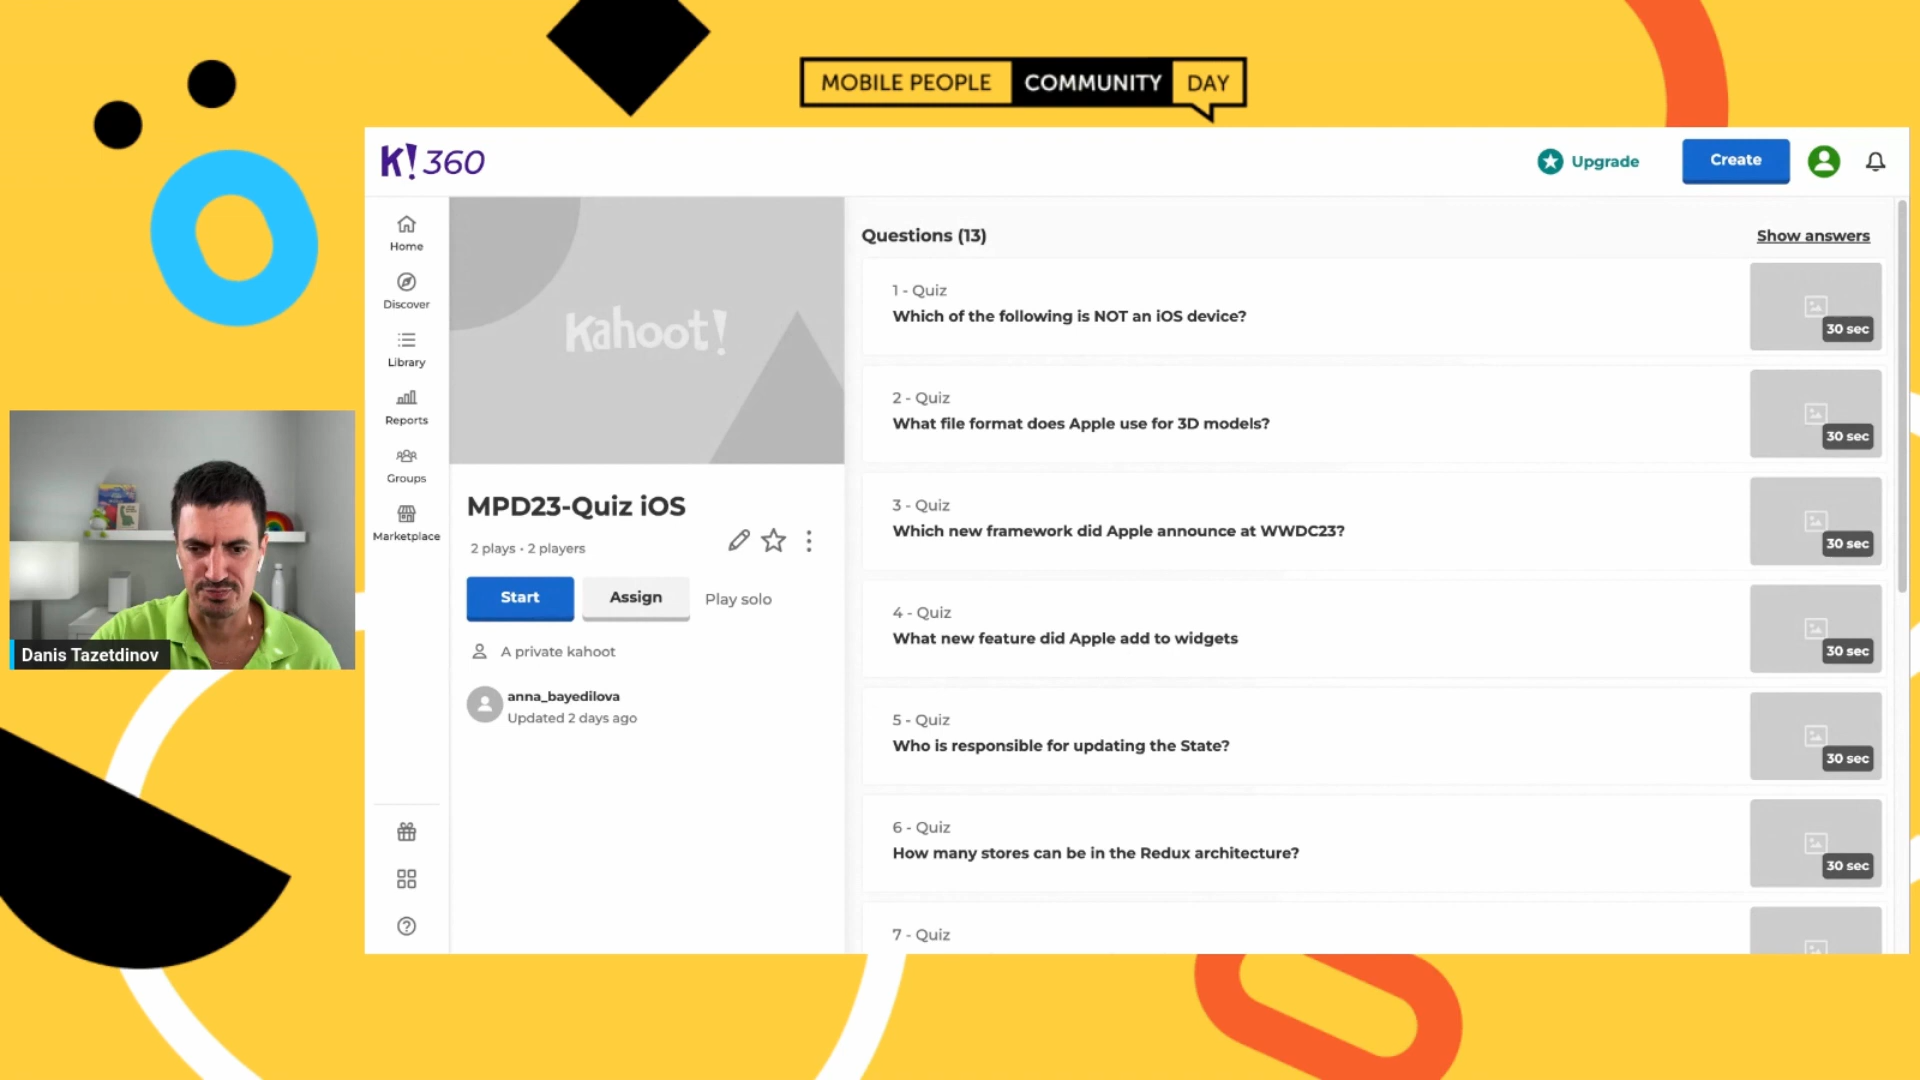 MOBILE PEOPLE COMMUNITY DAY
K! 360
Upgrade
Create
Home
Discover
Library
Reports
Groups
Marketplace
Kahoot!
MPD23-Quiz iOS
2 plays • 2 players
Start
Assign
Play solo
A private kahoot
anna_bayedilova
Updated 2 days ago
Questions (13)
Show answers
1 - Quiz
Which of the following is NOT an iOS device?
30 sec
2 - Quiz
What file format does Apple use for 3D models?
30 sec
3 - Quiz
Which new framework did Apple announce at WWDC23?
30 sec
4 - Quiz
What new feature did Apple add to widgets
30 sec
5 - Quiz
Who is responsible for updating the State?
30 sec
6 - Quiz
How many stores can be in the Redux architecture?
30 sec
7 - Quiz
Danis Tazetdinov